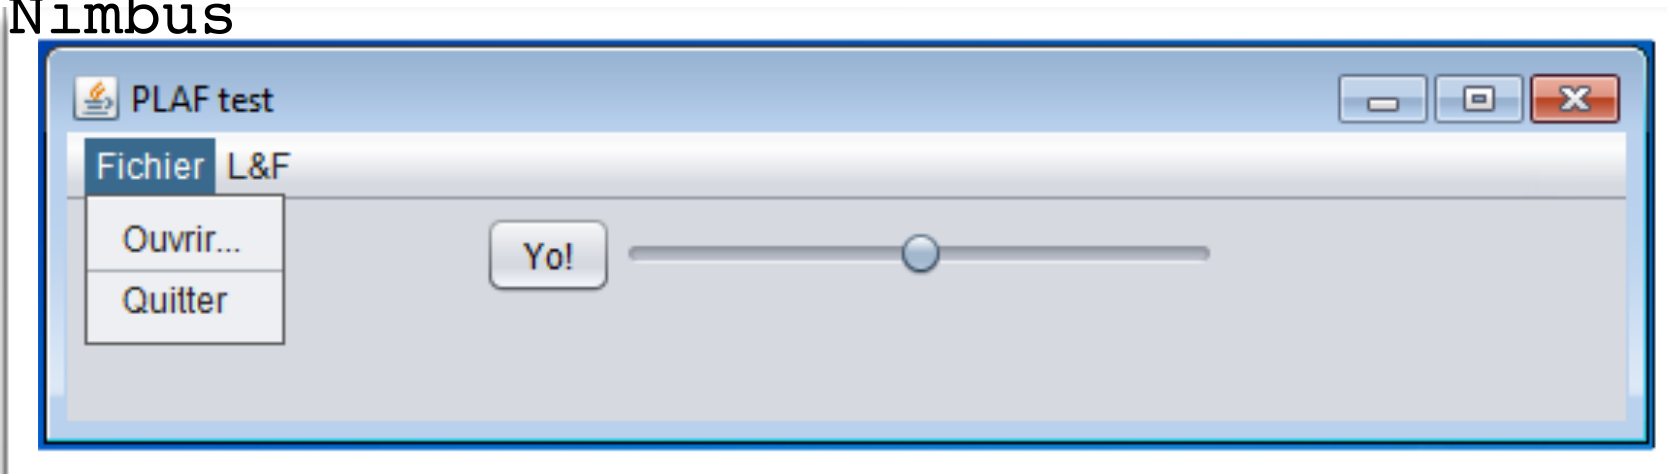 Nimbus
PLAF test
Fichier L&F
Ouvrir...
Yo!
Quitter